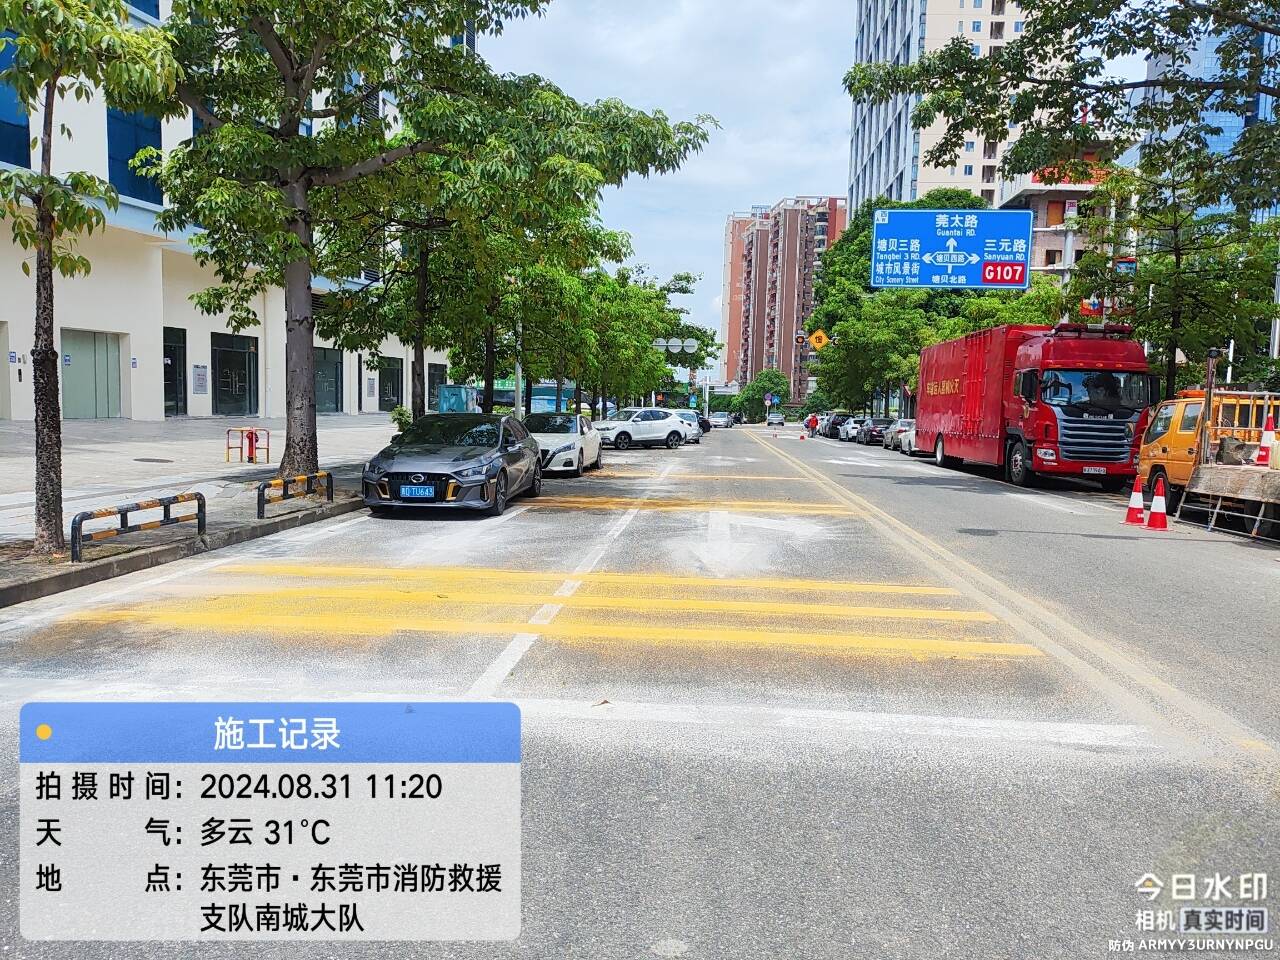 莞太路
Guantai RD.
塘贝三路
Tangbei 3 RD.
塘贝四路
三元路
Sanyuan RD.
城市风景街
City Scenery Street
塘贝北路
G107
慢
TU643
施工记录
拍摄时间：2024.08.31 11:20
天气：多云 31°C
地点：东莞市·东莞市消防救援
支队南城大队
今日水印
相机 真实时间
防伪 ARMYY3URNYNPGU